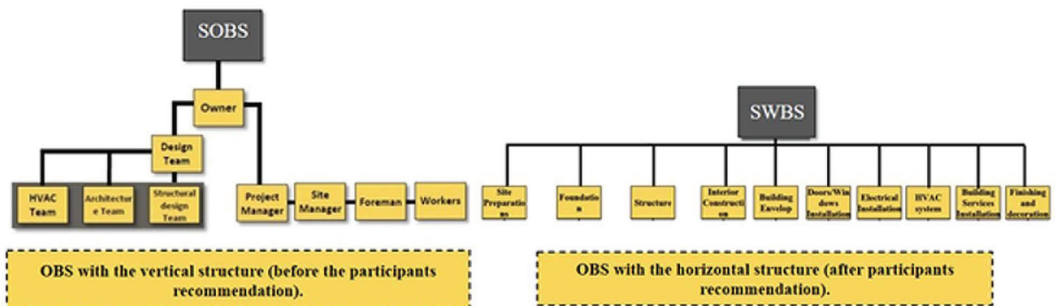 SOBS
Owner
Design
Team
HVAC
Team
Architectur
e Team
Structural
design
Team
Project
Manager
Site
Manager
Foreman
Workers
OBS with the vertical structure (before the participants
recommendation).
SWBS
Site
Preparatio
ns
Foundatio
n
Structure
Interior
Constructi
on
Building
Envelop
Doors/Win
dows
Installation
Electrical
Installation
HVAC
system
Building
Services
Installation
Finishing
and
decoration
OBS with the horizontal structure (after participants
recommendation).